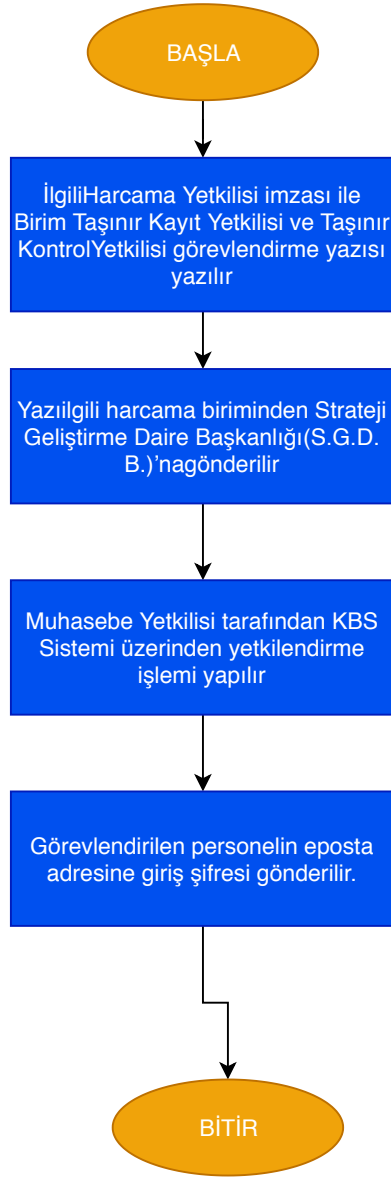 BAŞLA
İlgiliHarcama Yetkilisi imzası ile
Birim Taşınır Kayıt Yetkilisi ve Taşınır
KontrolYetkilisi görevlendirme yazısı
yazılır
Yazıilgili harcama biriminden Strateji
Geliştirme Daire Başkanlığı(S.G.D.
B.)’nagönderilir
Muhasebe Yetkilisi tarafından KBS
Sistemi üzerinden yetkilendirme
işlemi yapılır
Görevlendirilen personelin eposta
adresine giriş şifresi gönderilir.
BİTİR